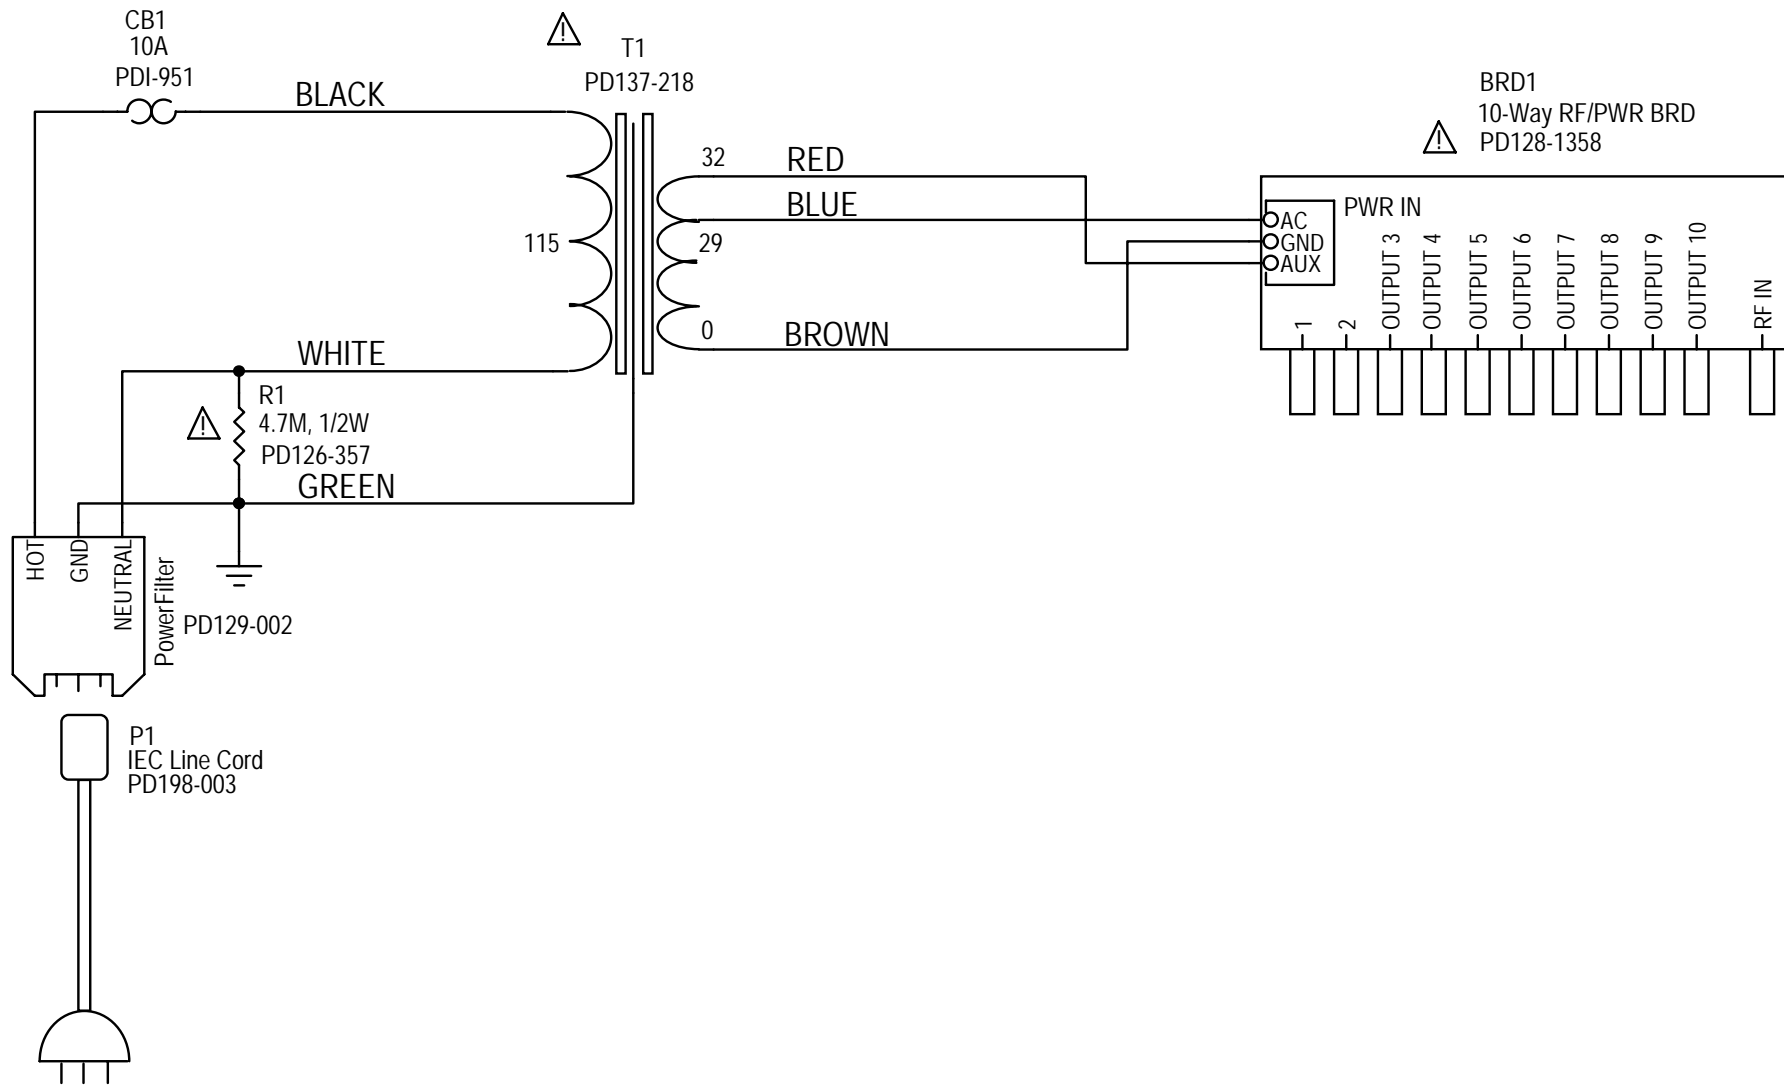 CB1
10A
PDI-951
BLACK
T1
PD137-218
115
32
29
0
RED
BLUE
BROWN
BRD1
10-Way RF/PWR BRD
PD128-1358
PWR IN
AC
GND
AUX
1
2
OUTPUT 3
OUTPUT 4
OUTPUT 5
OUTPUT 6
OUTPUT 7
OUTPUT 8
OUTPUT 9
OUTPUT 10
RF IN
WHITE
R1
4.7M, 1/2W
PD126-357
GREEN
HOT
GND
NEUTRAL
PowerFilter
PD129-002
P1
IEC Line Cord
PD198-003